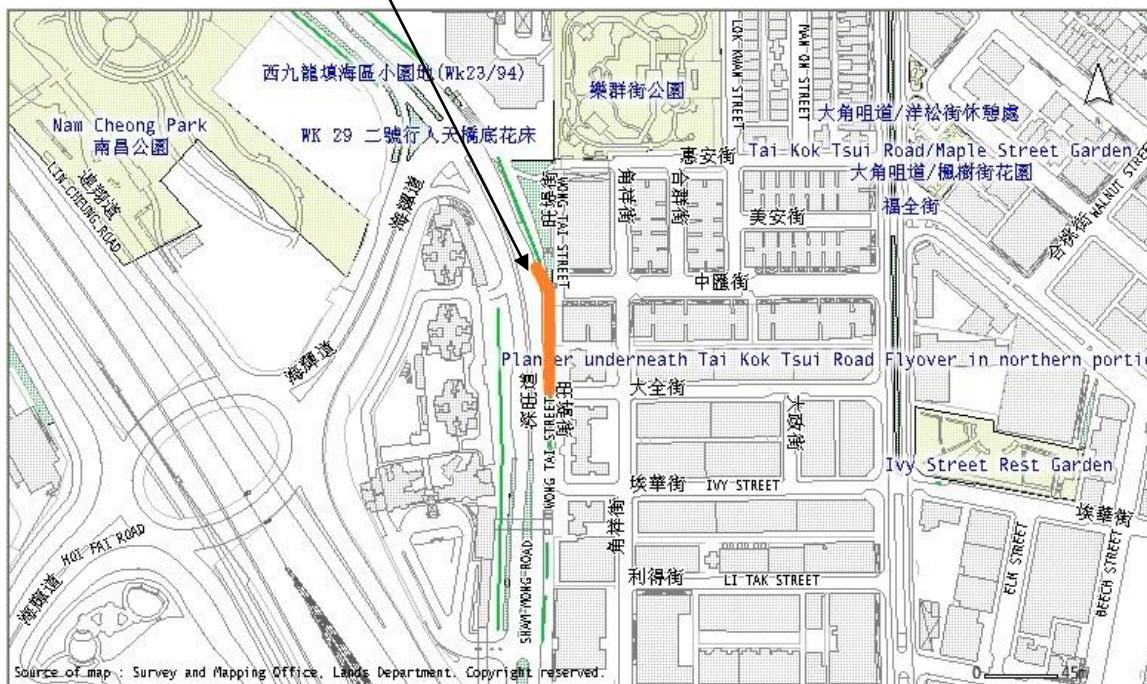 西九龍填海區小園地(Wk23/94)
WK 29 二號行人天橋底花床
Nam Cheong Park
南昌公園
連翔道
LIN CHEUNG ROAD
海輝道
樂群街公園
LOK KWAN STREET
MAN ON STREET
大角咀道/洋松街休憩處
惠安街
Tai Kok Tsui Road/Maple Street Garden
大角咀道/楓樹街花園
福全街
合桃街
WALNUT STREET
旺堤街
WONG TAI STREET
角祥街
合群街
美安街
中匯街
海輝道
Planter underneath Tai Kok Tsui Road Flyover in northern portio
深旺道
旺堤街
WONG TAI STREET
大全街
大政街
Ivy Street Rest Garden
埃華街
IVY STREET
埃華街
角祥街
利得街
LI TAK STREET
SHAM MONG ROAD
ELM STREET
BEECH STREET
HOI FAI ROAD
海輝道
Source of map : Survey and Mapping Office, Lands Department. Copyright reserved.
0 45m